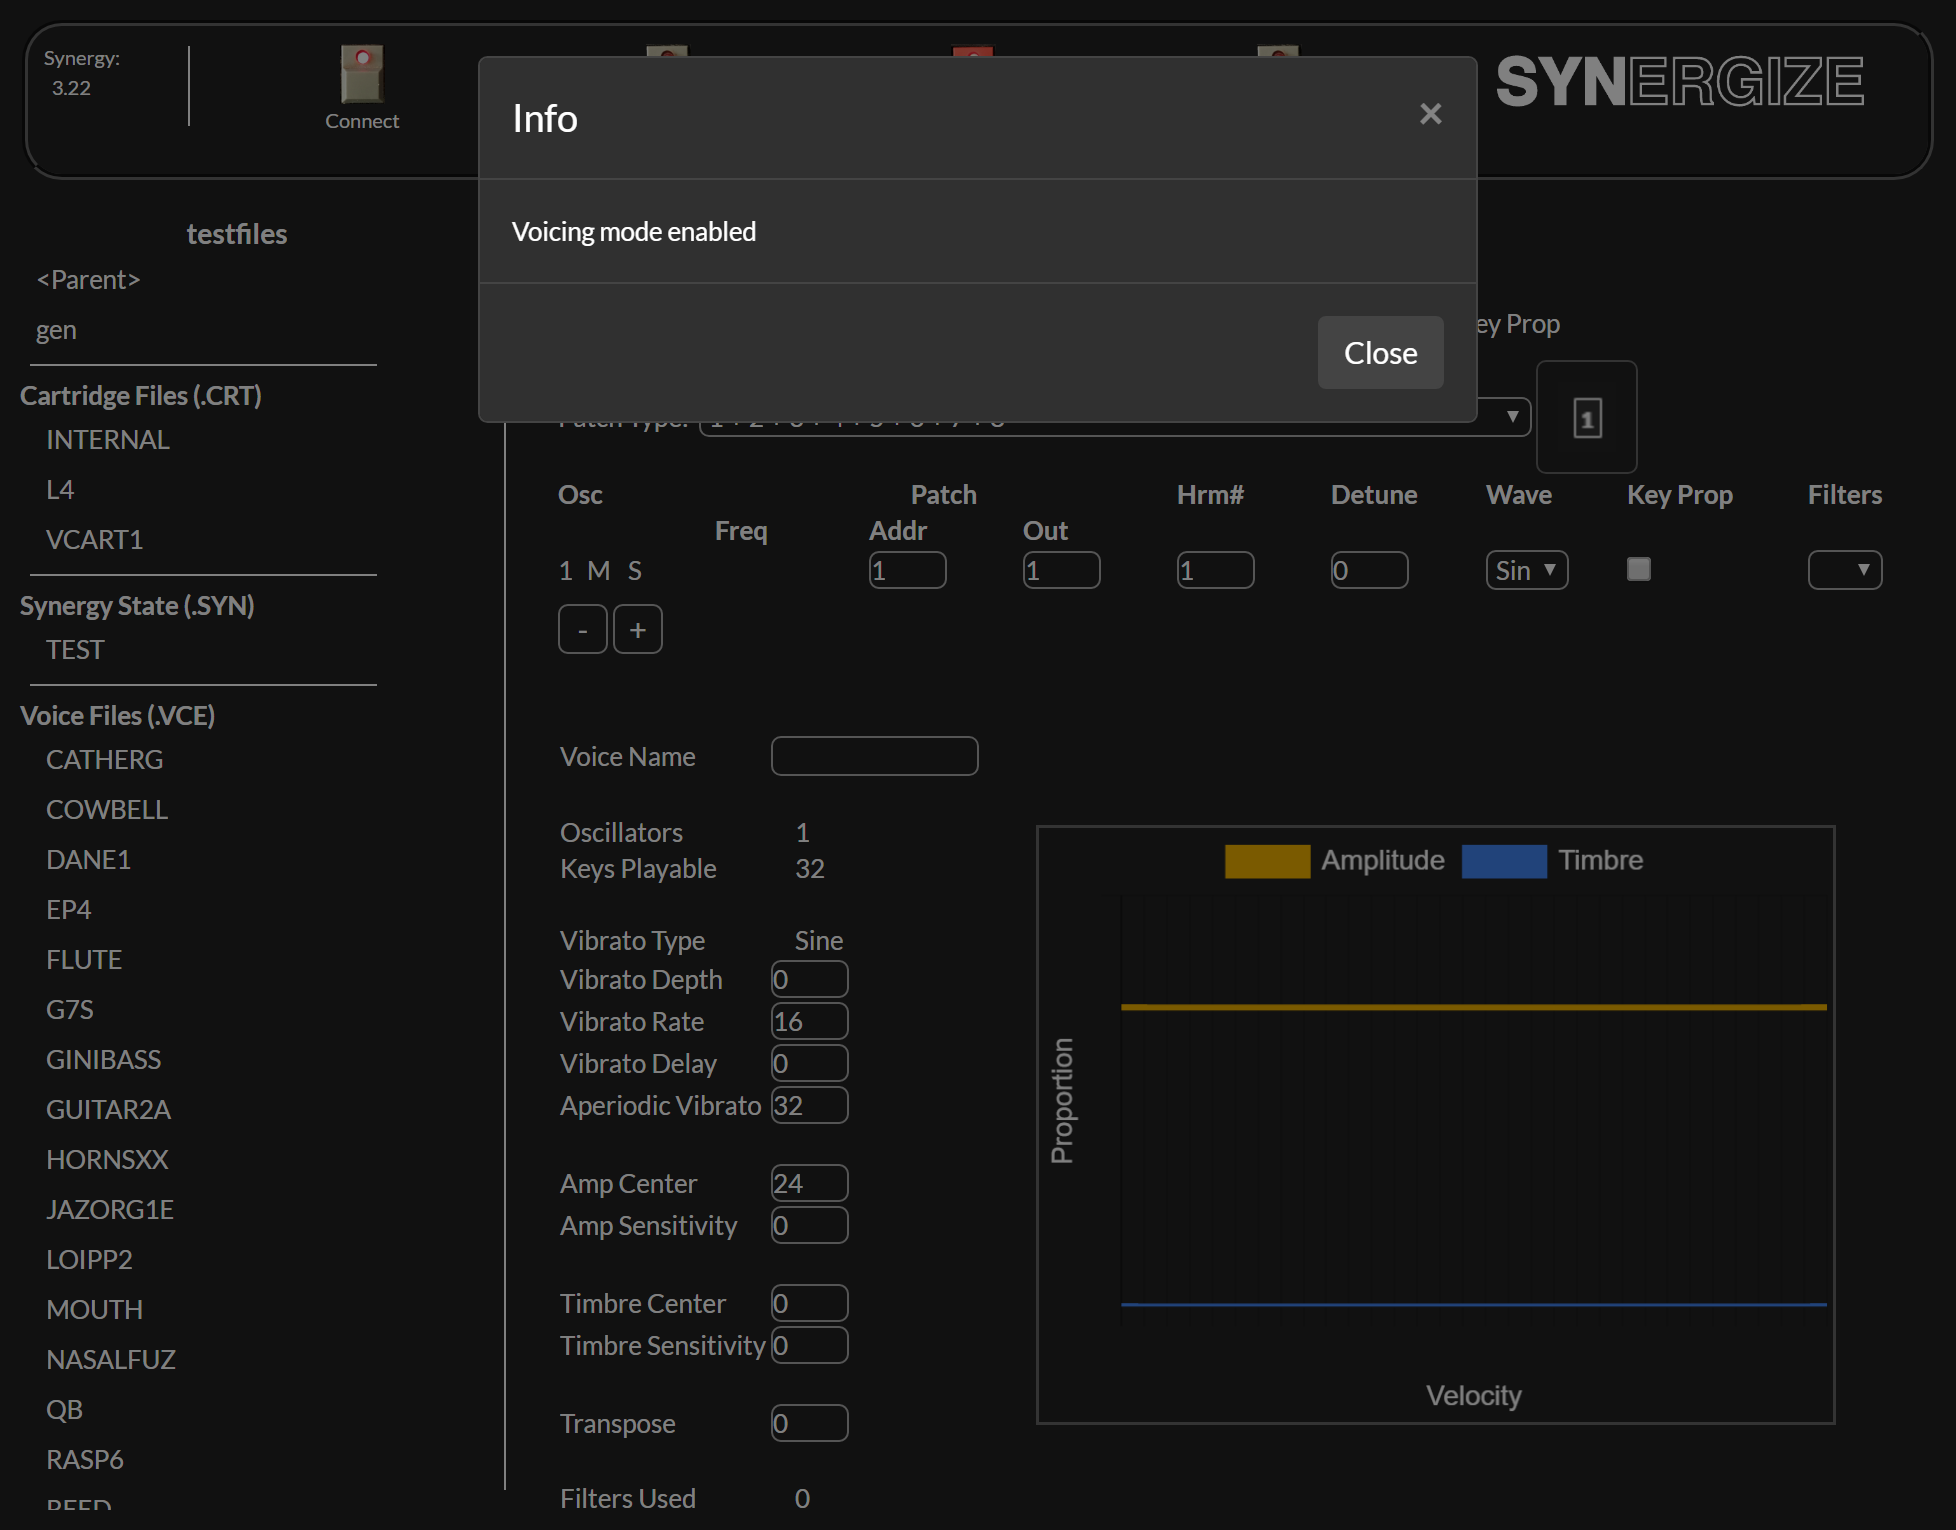 Synergy:
3.22
Connect
SYNERGIZE
Info
×
Voicing mode enabled
Close
testfiles
<Parent>
gen
Cartridge Files (.CRT)
INTERNAL
L4
VCART1
Synergy State (.SYN)
TEST
Voice Files (.VCE)
CATHERG
COWBELL
DANE1
EP4
FLUTE
G7S
GINIBASS
GUITAR2A
HORNSXX
JAZORG1E
LOIPP2
MOUTH
NASALFUZ
QB
RASP6
REED
ey Prop
Patch Type:
1
Osc Patch Hrm# Detune Wave Key Prop Filters
Freq Addr Out
1 M S 1 1 1 0 Sin
- +
Voice Name
Oscillators 1
Keys Playable 32
Vibrato Type Sine
Vibrato Depth 0
Vibrato Rate 16
Vibrato Delay 0
Aperiodic Vibrato 32
Amp Center 24
Amp Sensitivity 0
Timbre Center 0
Timbre Sensitivity 0
Transpose 0
Filters Used 0
Amplitude Timbre
Proportion
Velocity